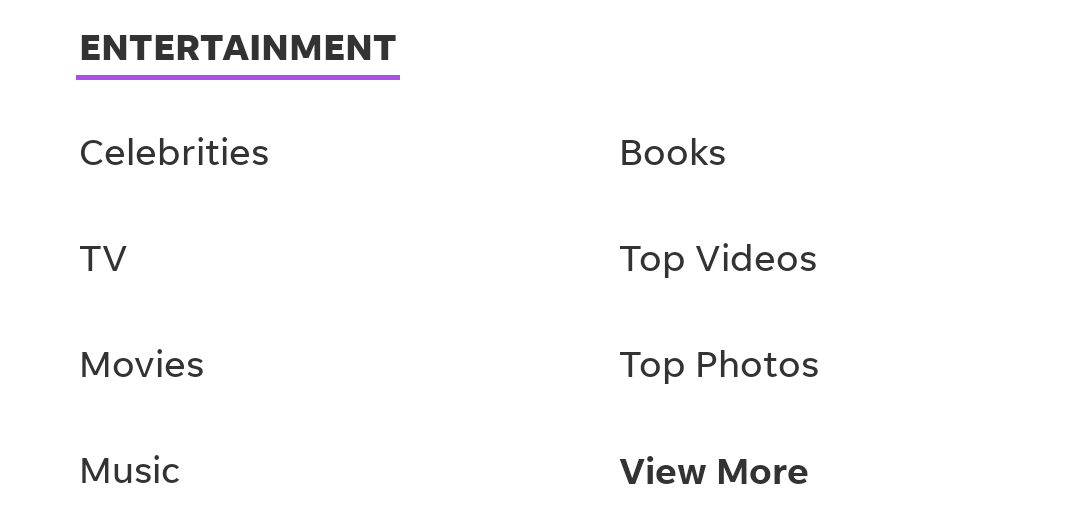 ENTERTAINMENT
Celebrities
Books
TV
Top Videos
Movies
Top Photos
Music
View More